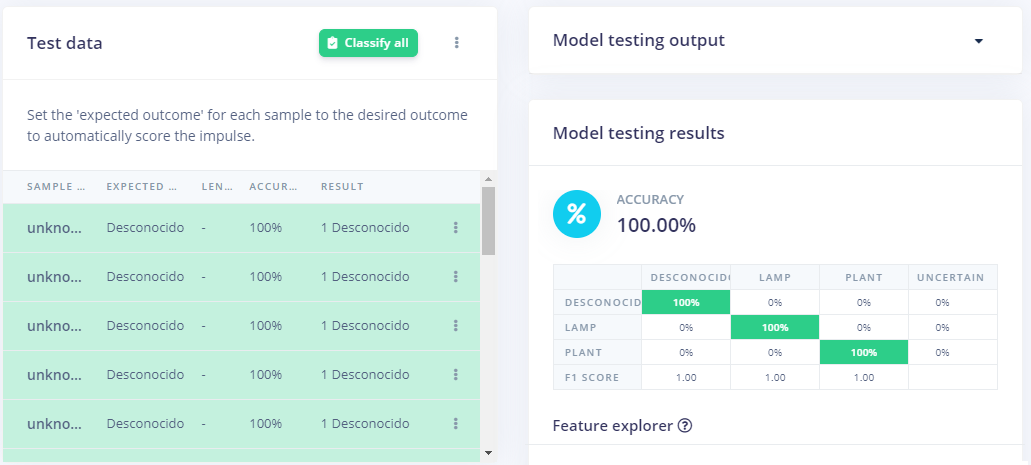 Test data
Classify all
Set the 'expected outcome' for each sample to the desired outcome
to automatically score the impulse.
SAMPLE ... EXPECTED ... LEN... ACCUR... RESULT
unkno... Desconocido - 100% 1 Desconocido
unkno... Desconocido - 100% 1 Desconocido
unkno... Desconocido - 100% 1 Desconocido
unkno... Desconocido - 100% 1 Desconocido
unkno... Desconocido - 100% 1 Desconocido
Model testing output
Model testing results
%
ACCURACY
100.00%
DESCONOCIDO LAMP PLANT UNCERTAIN
DESCONOCID 100% 0% 0% 0%
LAMP 0% 100% 0% 0%
PLANT 0% 0% 100% 0%
F1 SCORE 1.00 1.00 1.00
Feature explorer ?